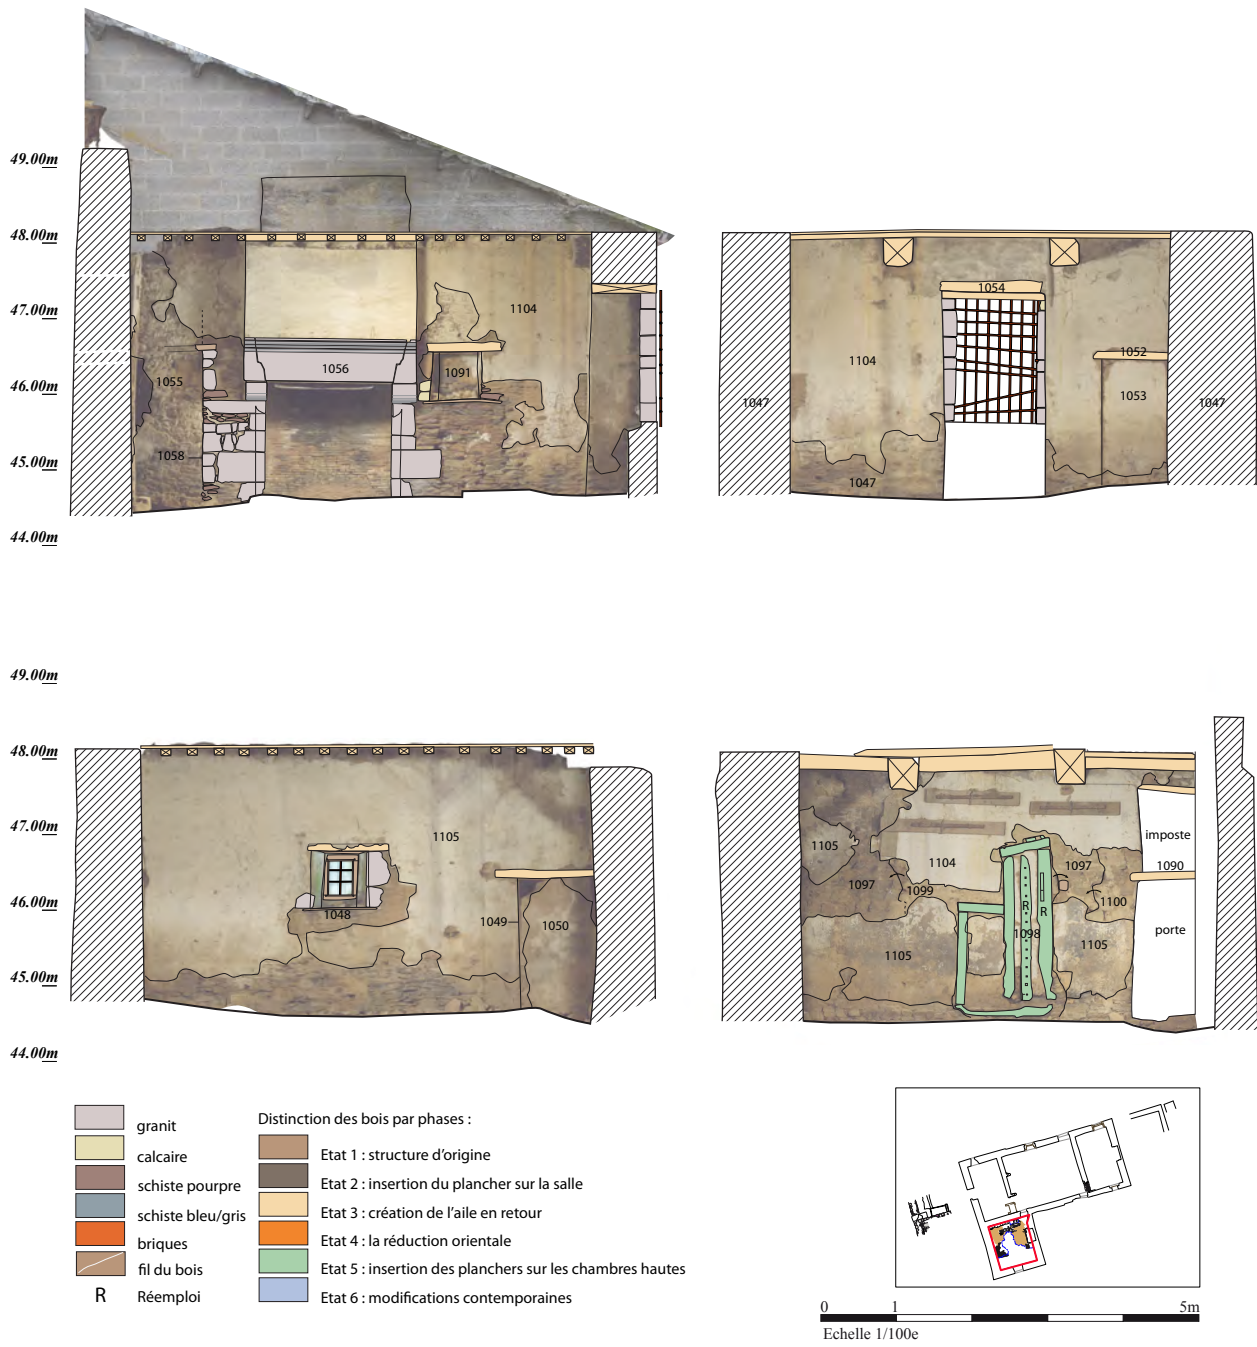 49.00m
48.00m
47.00m
46.00m
45.00m
44.00m
1104
1056
1055
1091
1058
1054
1104
1052
1053
1047
1047
1047
49.00m
48.00m
47.00m
46.00m
45.00m
44.00m
1105
1048
1049
1050
1105
1104
1097
1097
1099
1100
R
R
1098
1105
1105
imposte
1090
porte
granit
calcaire
schiste pourpre
schiste bleu/gris
briques
fil du bois
R Réemploi
Distinction des bois par phases :
Etat 1 : structure d'origine
Etat 2 : insertion du plancher sur la salle
Etat 3 : création de l'aile en retour
Etat 4 : la réduction orientale
Etat 5 : insertion des planchers sur les chambres hautes
Etat 6 : modifications contemporaines
0 1 5m
Echelle 1/100e